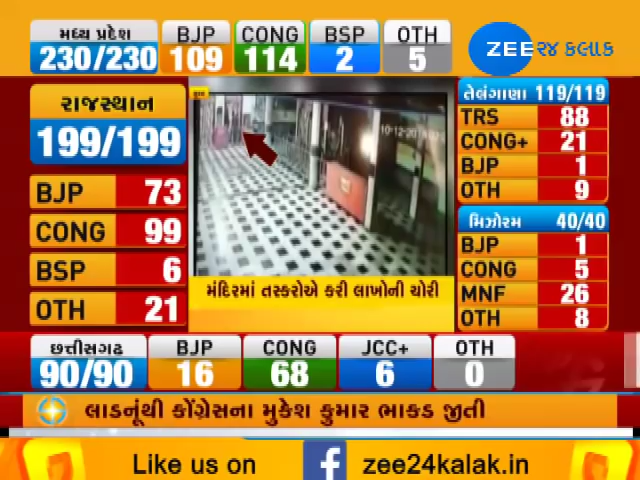 મધ્ય પ્રદેશ BJP CONG BSP OTH
230/230 109 114 2 5
ZEE ૨૪ કલાક
રાજસ્થાન
199/199
BJP 73
CONG 99
BSP 6
OTH 21
મંદિરમાં તસ્કરોએ કરી લાખોની ચોરી
તેલંગાણા 119/119
TRS 88
CONG+ 21
BJP 1
OTH 9
મિઝોરમ 40/40
BJP 1
CONG 5
MNF 26
OTH 8
છત્તીસગઢ BJP CONG JCC+ OTH
90/90 16 68 6 0
લાડનૂંથી કોંગ્રેસના મુકેશ કુમાર ભાકડ જીતી
Like us on f zee24kalak.in